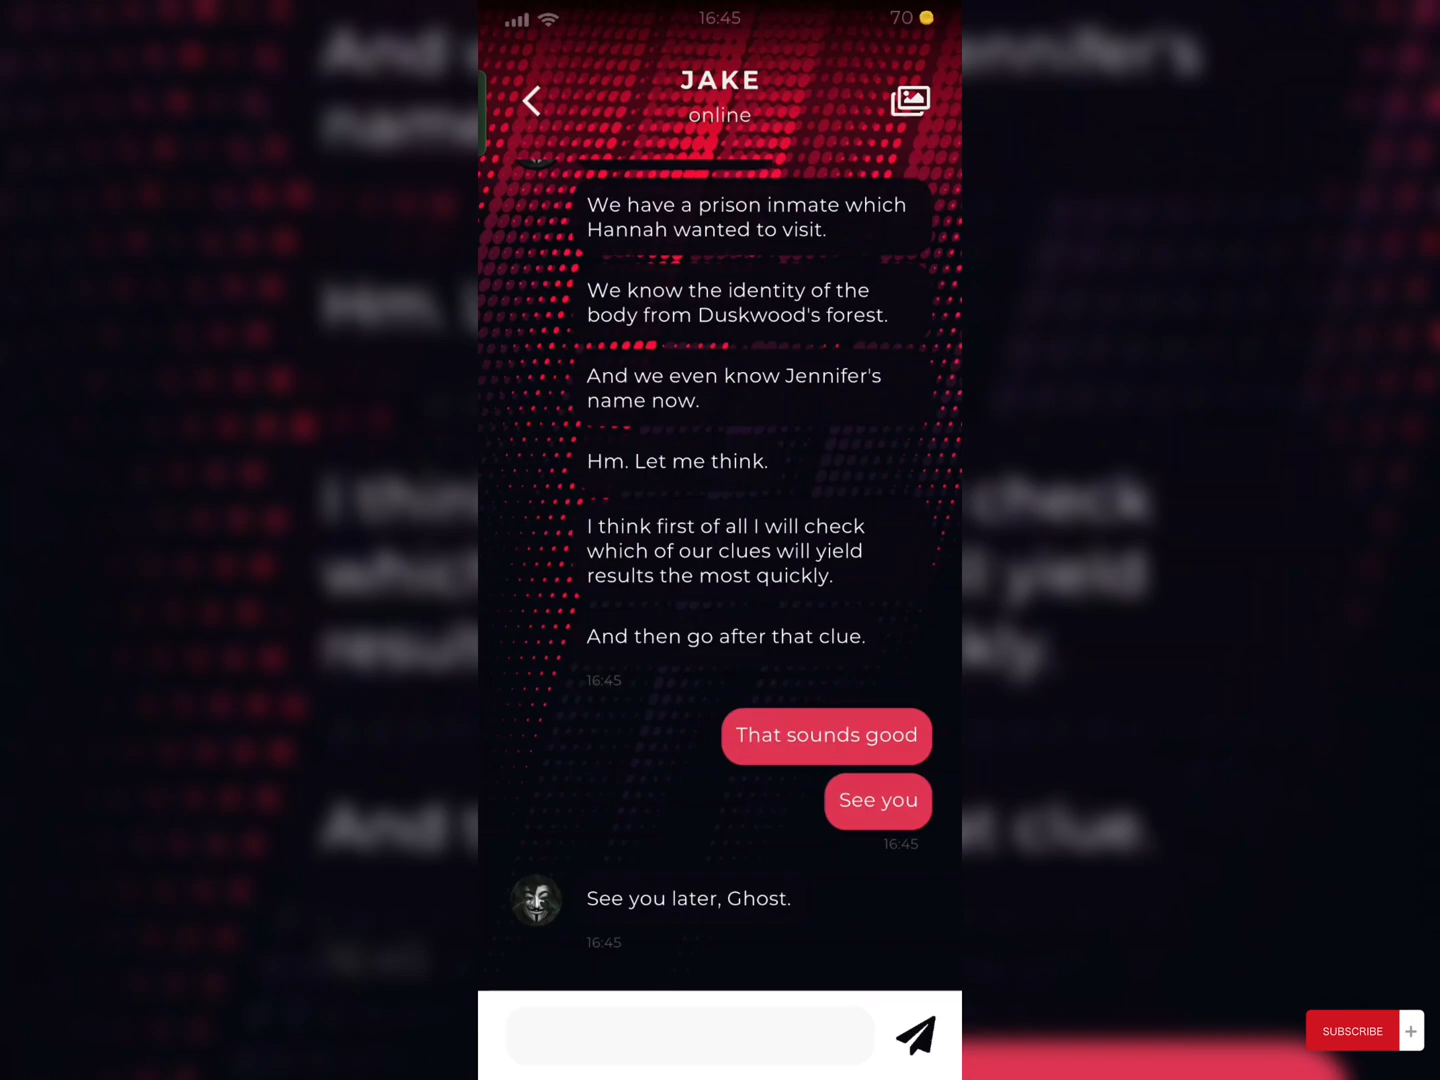 16:45
70
JAKE
online
We have a prison inmate which
Hannah wanted to visit.
We know the identity of the
body from Duskwood's forest.
And we even know Jennifer's
name now.
Hm. Let me think.
I think first of all I will check
which of our clues will yield
results the most quickly.
And then go after that clue.
16:45
That sounds good
See you
16:45
See you later, Ghost.
16:45
SUBSCRIBE +